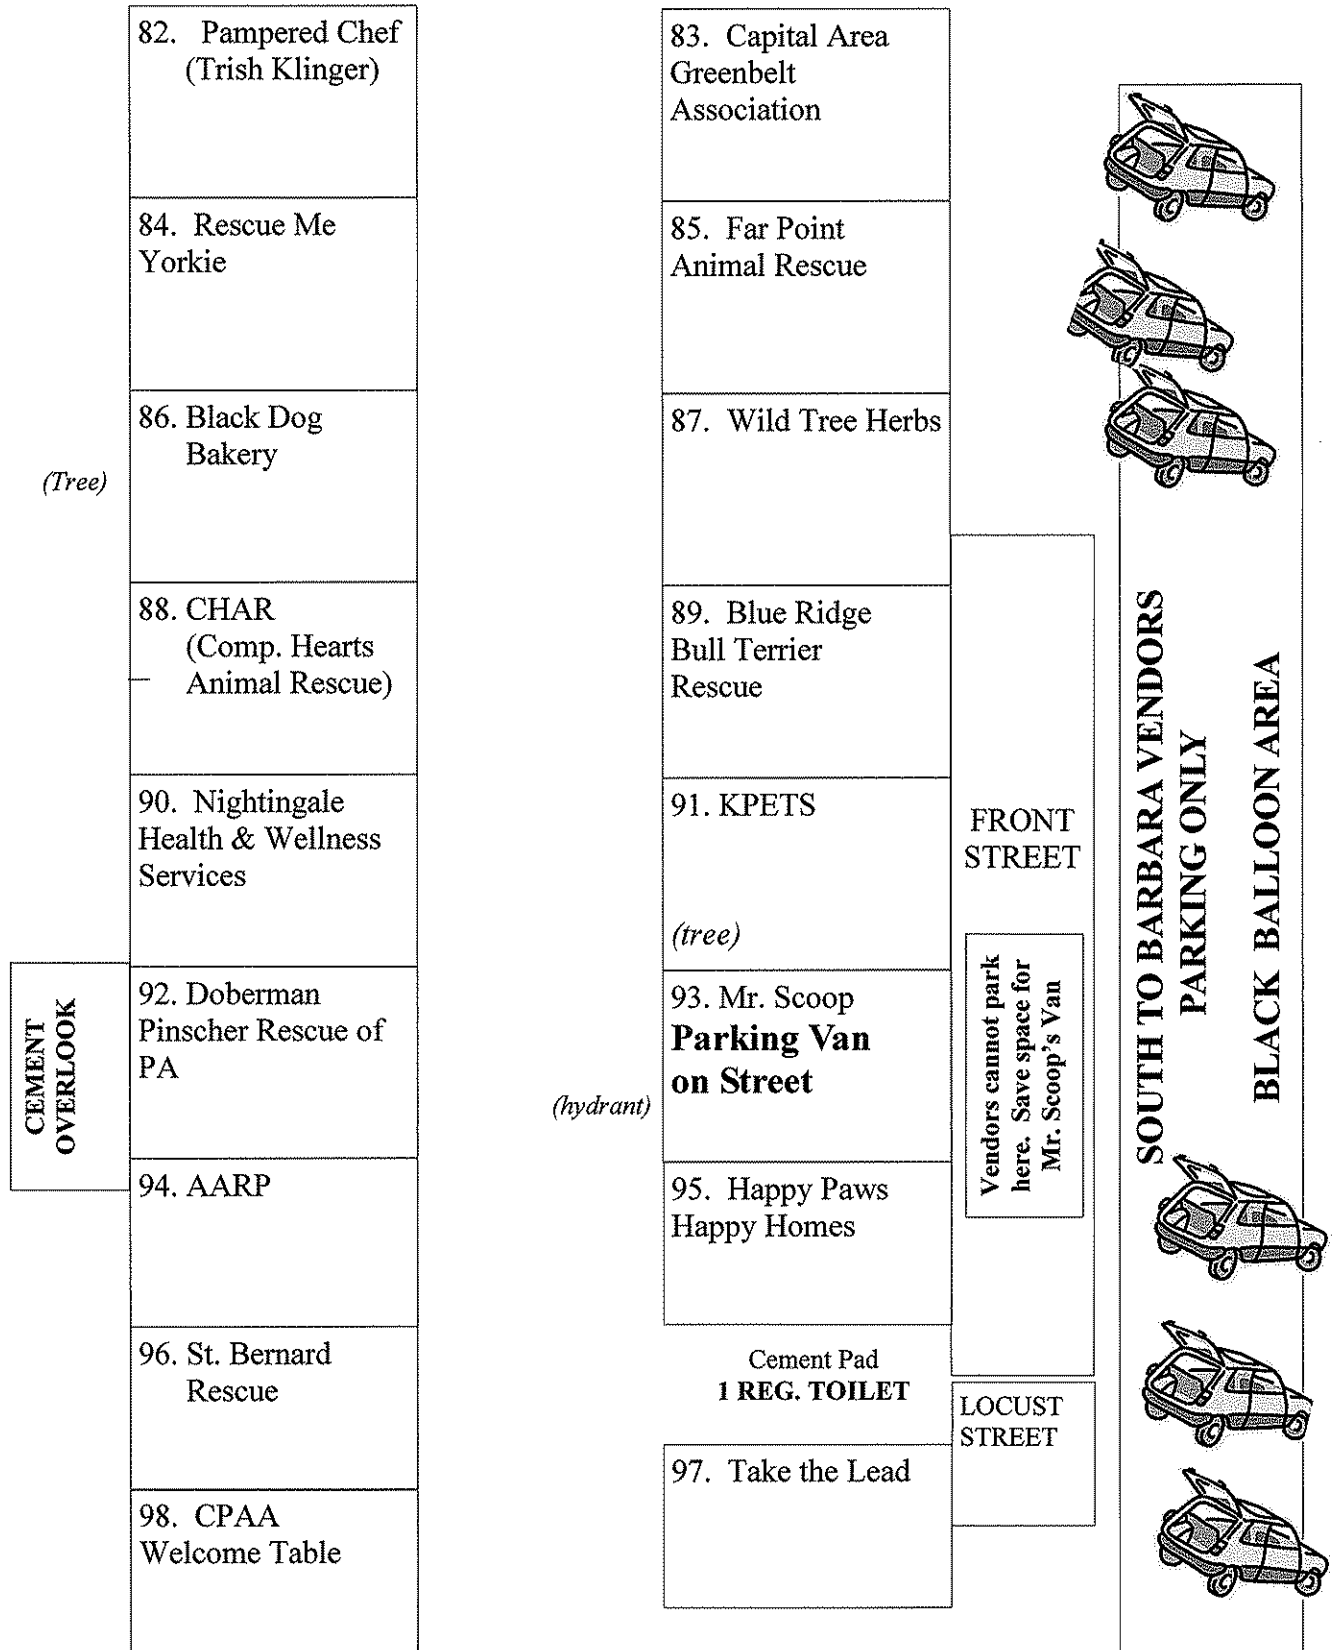 82. Pampered Chef
(Trish Klinger)
84. Rescue Me
Yorkie
86. Black Dog
Bakery
(Tree)
88. CHAR
(Comp. Hearts
Animal Rescue)
90. Nightingale
Health & Wellness
Services
CEMENT
OVERLOOK
92. Doberman
Pinscher Rescue of
PA
94. AARP
96. St. Bernard
Rescue
98. CPAA
Welcome Table
83. Capital Area
Greenbelt
Association
85. Far Point
Animal Rescue
87. Wild Tree Herbs
89. Blue Ridge
Bull Terrier
Rescue
91. KPETS
(tree)
93. Mr. Scoop
Parking Van
on Street
(hydrant)
95. Happy Paws
Happy Homes
Cement Pad
1 REG. TOILET
97. Take the Lead
FRONT
STREET
Vendors cannot park
here. Save space for
Mr. Scoop's Van
LOCUST
STREET
SOUTH TO BARBARA VENDORS
PARKING ONLY
BLACK BALLOON AREA